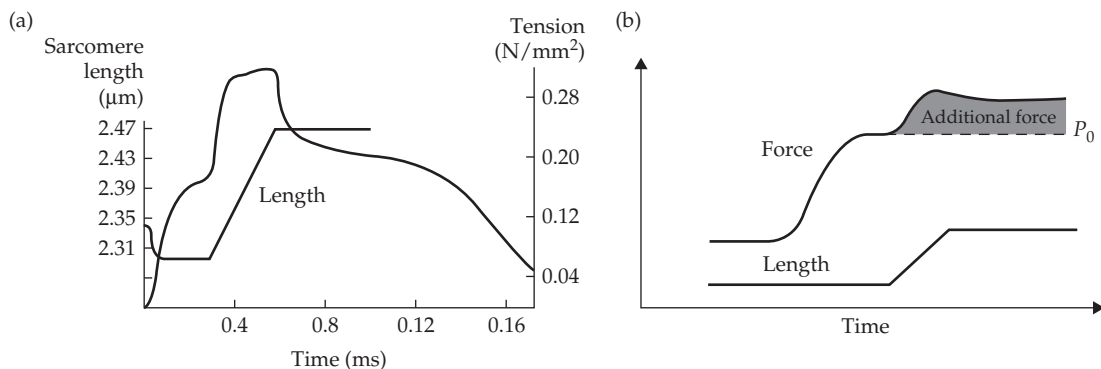 (a)
Sarcomere
length
(µm)
2.47
2.43
2.39
2.35
2.31
Length
Tension
(N/mm²)
0.28
0.20
0.12
0.04
0.4
0.8
0.12
0.16
Time (ms)
(b)
Additional force
P₀
Force
Length
Time